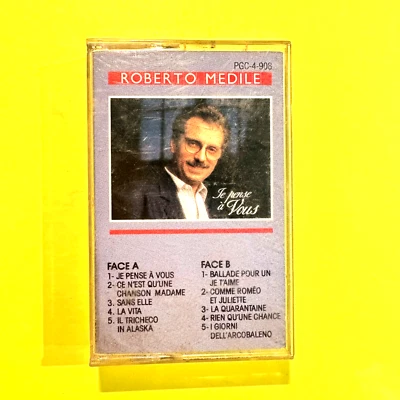 PGC-4-908
ROBERTO MEDILE
Je pense
à
Vous
FACE A
1- JE PENSE À VOUS
2- CE N'EST QU'UNE
CHANSON MADAME
3. SANS ELLE
4. LA VITA
5. IL TRICHECO
IN ALASKA
FACE B
1- BALLADE POUR UN
JE T'AIME
2- COMME ROMÉO
ET JULIETTE
3- LA QUARANTAINE
4- RIEN QU'UNE CHANCE
5- I GIORNI
DELL'ARCOBALENO